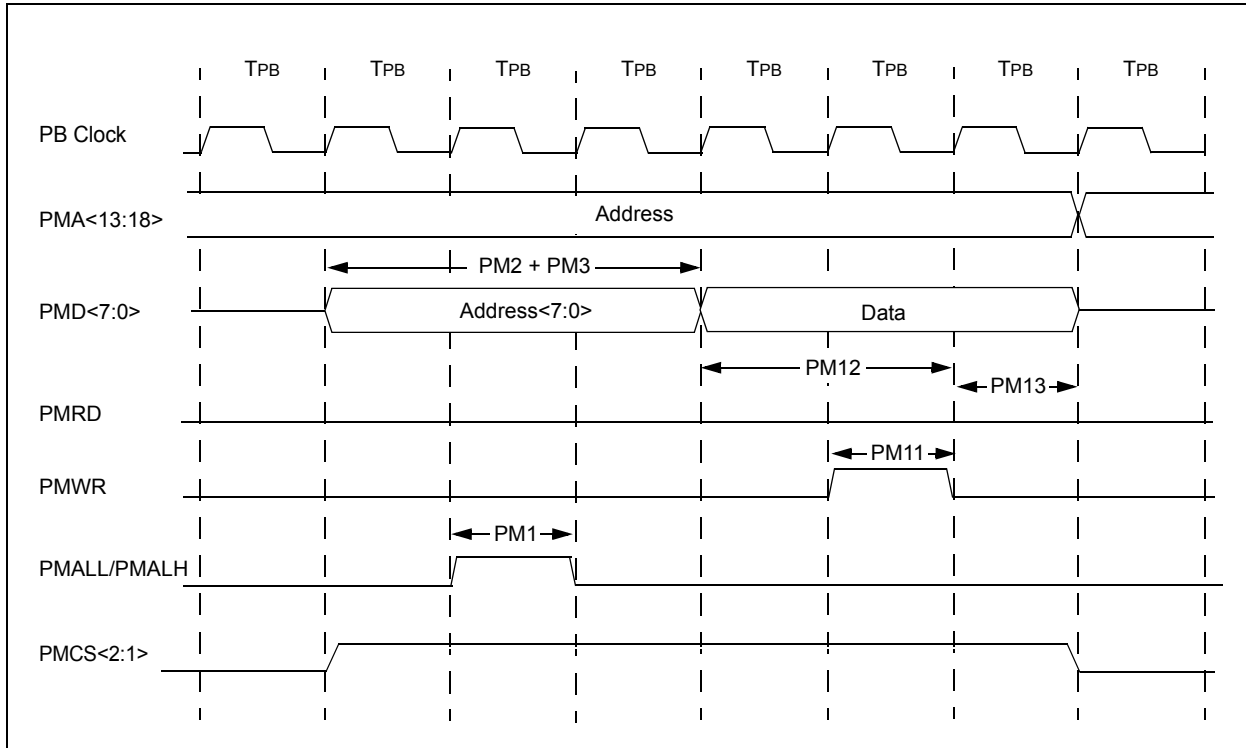 TPB TPB TPB TPB TPB TPB TPB TPB
PB Clock
PMA<13:18>
Address
PM2 + PM3
PMD<7:0>
Address<7:0>
Data
PM12
PM13
PMRD
PM11
PMWR
PM1
PMALL/PMALH
PMCS<2:1>